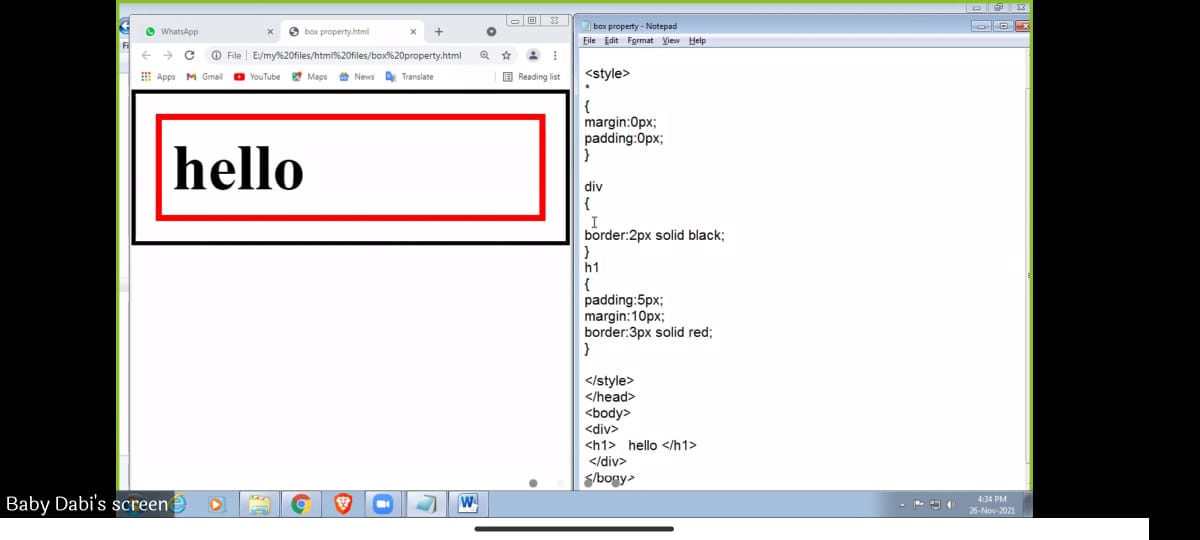 WhatsApp
box property.html
File
E:/my%20files/html%20files/box%20property.html
Apps
Gmail
YouTube
Maps
News
Translate
Reading list
hello
box property - Notepad
File Edit Format View Help
<style>
*
{
margin:0px;
padding:0px;
}
div
{
border:2px solid black;
}
h1
{
padding:5px;
margin:10px;
border:3px solid red;
}
</style>
</head>
<body>
<div>
<h1> hello </h1>
</div>
</body>
Baby Dabi's screen
4:34 PM
26-Nov-2021